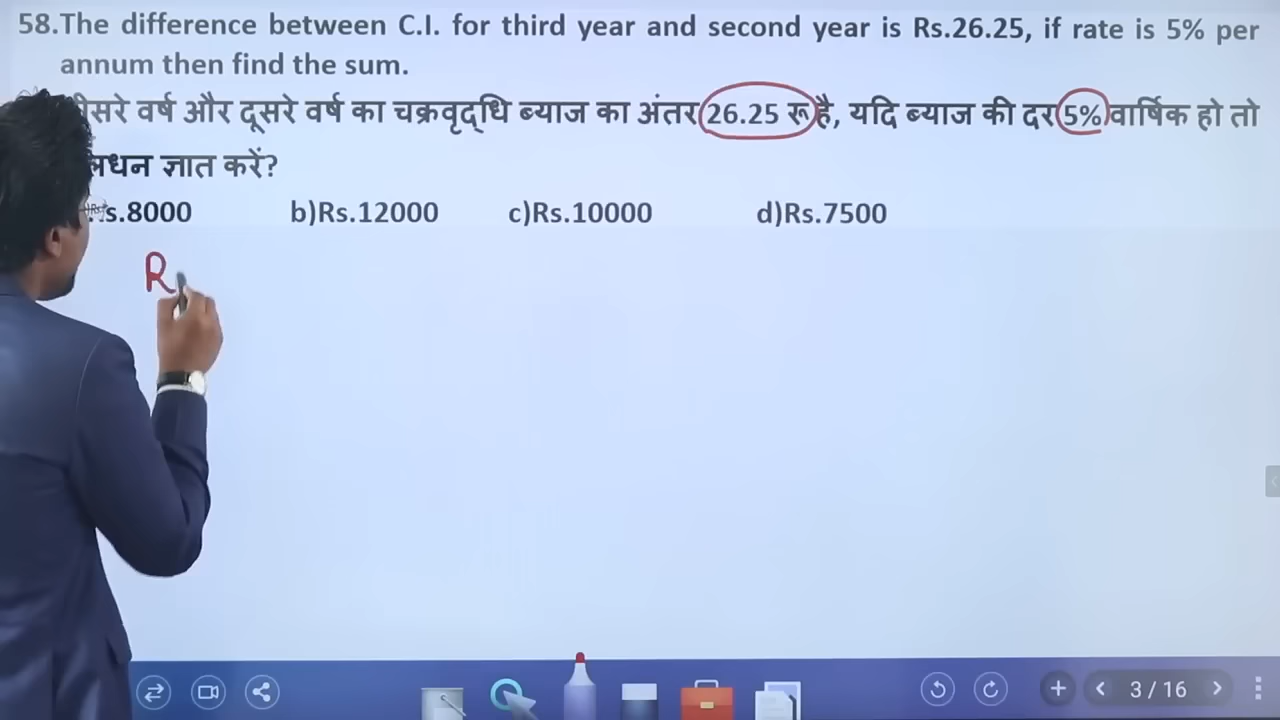 58.The difference between C.I. for third year and second year is Rs.26.25, if rate is 5% per
annum then find the sum.
वर्ष और दूसरे वर्ष का चक्रवृद्धि ब्याज का अंतर 26.25 रू है, यदि ब्याज की दर 5% वार्षिक हो तो
ज्ञात करें?
s.8000 b)Rs.12000 c)Rs.10000 d)Rs.7500
R
3 / 16